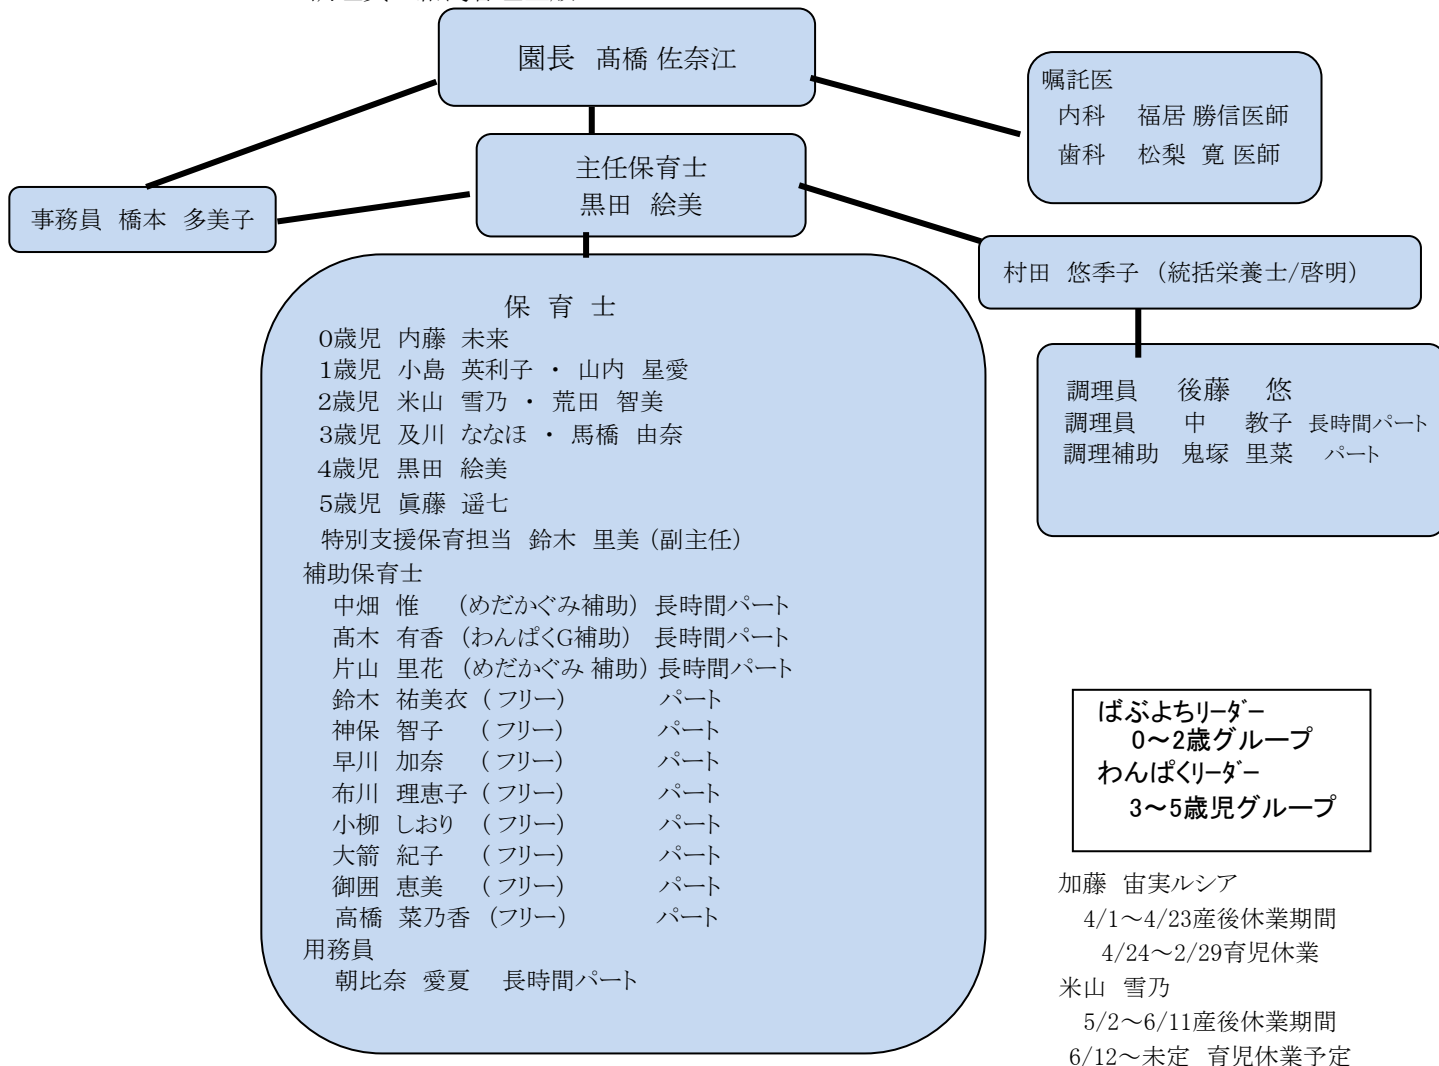 園長 髙橋 佐奈江
嘱託医
内科 福居 勝信医師
歯科 松梨 寛 医師
主任保育士
黒田 絵美
事務員 橋本 多美子
村田 悠季子 (統括栄養士/啓明)
調理員 後藤 悠
調理員 中 教子 長時間パート
調理補助 鬼塚 里菜 パート
保 育 士
0歳児 内藤 未来
1歳児 小島 英利子 ・ 山内 星愛
2歳児 米山 雪乃 ・ 荒田 智美
3歳児 及川 ななほ ・ 馬橋 由奈
4歳児 黒田 絵美
5歳児 眞藤 遥七
特別支援保育担当 鈴木 里美 (副主任)
補助保育士
中畑 惟 (めだかぐみ補助) 長時間パート
髙木 有香 (わんぱくG補助) 長時間パート
片山 里花 (めだかぐみ 補助) 長時間パート
鈴木 祐美衣 ( フリー) パート
神保 智子 ( フリー) パート
早川 加奈 ( フリー) パート
布川 理恵子 ( フリー) パート
小柳 しおり ( フリー) パート
大箭 紀子 ( フリー) パート
御囲 恵美 ( フリー) パート
高橋 菜乃香 (フリー) パート
用務員
朝比奈 愛夏 長時間パート
ばぶよちリーダー
0～2歳グループ
わんぱくリーダー
3～5歳児グループ
加藤 宙実ルシア
4/1～4/23産後休業期間
4/24～2/29育児休業
米山 雪乃
5/2～6/11産後休業期間
6/12～未定 育児休業予定